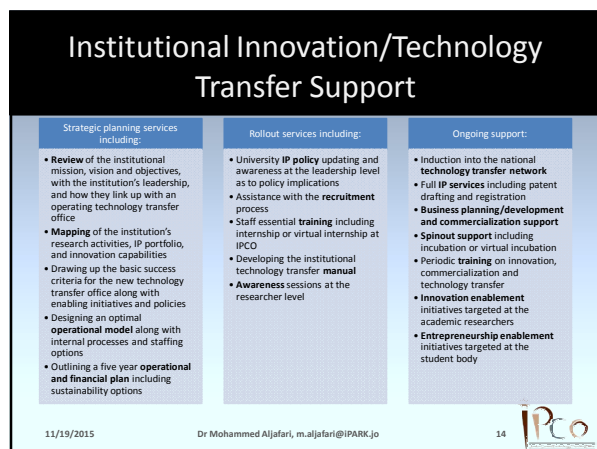 Institutional Innovation/Technology
Transfer Support
Strategic planning services
including:
• Review of the institutional
mission, vision and objectives,
with the institution's leadership,
and how they link up with an
operating technology transfer
office
• Mapping of the institution's
research activities, IP portfolio,
and innovation capabilities
• Drawing up the basic success
criteria for the new technology
transfer office along with
enabling initiatives and policies
• Designing an optimal
operational model along with
internal processes and staffing
options
• Outlining a five year operational
and financial plan including
sustainability options
Rollout services including:
• University IP policy updating and
awareness at the leadership level
as to policy implications
• Assistance with the recruitment
process
• Staff essential training including
internship or virtual internship at
IPCO
• Developing the institutional
technology transfer manual
• Awareness sessions at the
researcher level
Ongoing support:
• Induction into the national
technology transfer network
• Full IP services including patent
drafting and registration
• Business planning/development
and commercialization support
• Spinout support including
incubation or virtual incubation
• Periodic training on innovation,
commercialization and
technology transfer
• Innovation enablement
initiatives targeted at the
academic researchers
• Entrepreneurship enablement
initiatives targeted at the
student body
11/19/2015
Dr Mohammed Aljafari, m.aljafari@iPARK.jo
14
iPCO